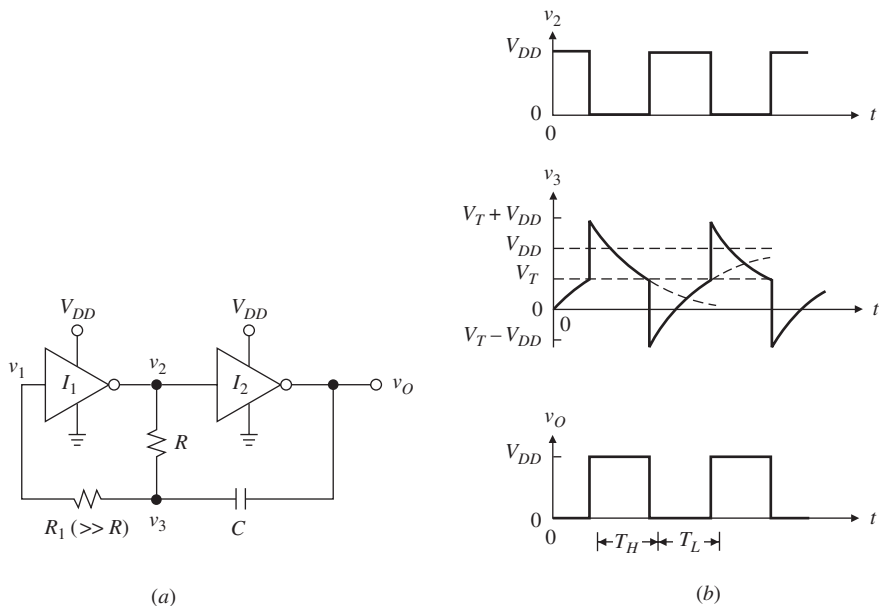 V_DD
V_DD
v_1
I_1
v_2
I_2
v_O
R
R_1 (>> R)
v_3
C
(a)
v_2
V_DD
0
0
t
v_3
V_T + V_DD
V_DD
V_T
0
0
t
V_T − V_DD
v_O
V_DD
0
0
t
T_H
T_L
(b)